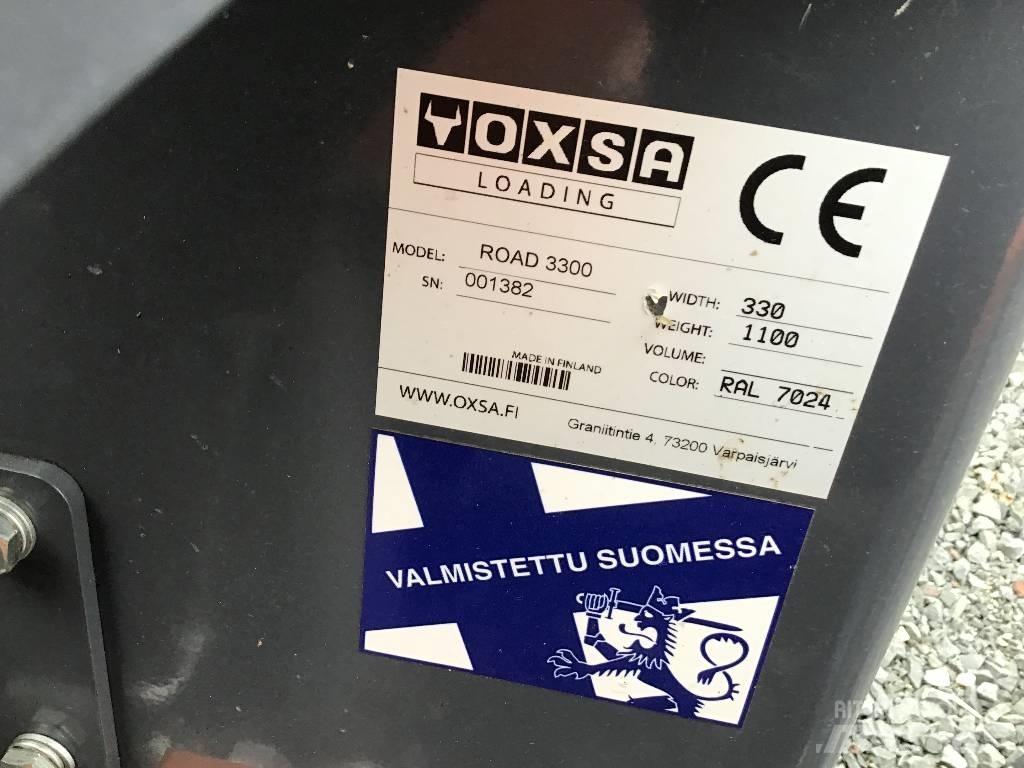 OXSA
LOADING
CE
MODEL: ROAD 3300
SN: 001382
WIDTH: 330
WEIGHT: 1100
VOLUME:
COLOR: RAL 7024
MADE IN FINLAND
WWW.OXSA.FI
Graniitintie 4, 73200 Varpaisjärvi
VALMISTETTU SUOMESSA